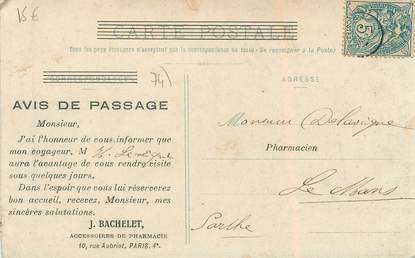 15€
CARTE POSTALE
Tous les pays étrangers n'acceptent pas la correspondance au recto (Se renseigner à la Poste)
5
CORRESPONDANCE
74)
ADRESSE
AVIS DE PASSAGE
Monsieur,
J'ai l'honneur de vous informer que
mon voyageur, M
aura l'avantage de vous rendre visite
sous quelques jours.
Dans l'espoir que vous lui réserverez
bon accueil, recevez, Monsieur, mes
sincères salutations.
J. BACHELET,
ACCESSOIRES DE PHARMACIE
10, rue Aubriot, PARIS, 4e.
Monsieur Delavigne
Pharmacien
Le Mans
Sarthe